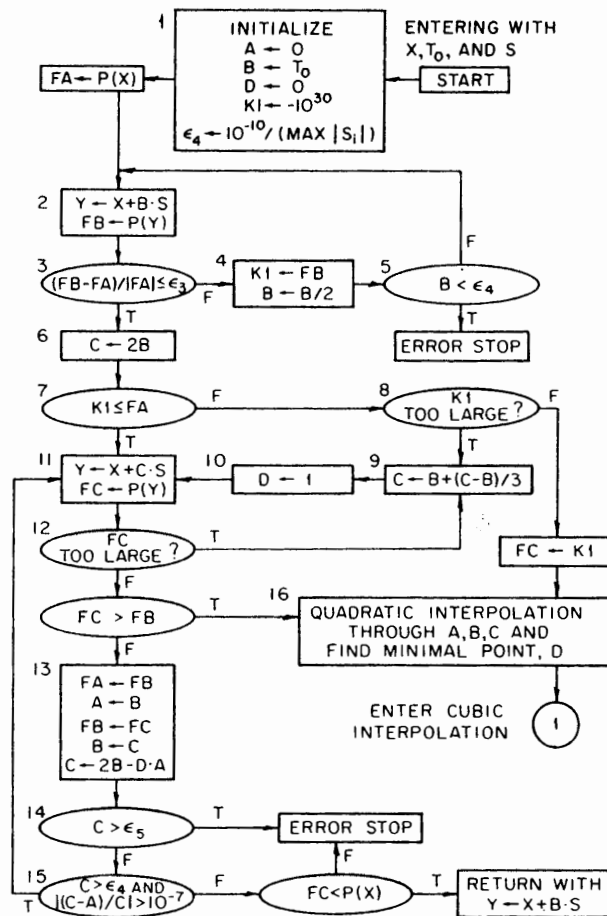 1
INITIALIZE
A ← O
B ← T₀
D ← O
K1 ← -10³⁰
ϵ₄ ← 10⁻¹⁰/(MAX |Sᵢ|)
ENTERING WITH
X, T₀, AND S
START
FA ← P(X)
2
Y ← X+B·S
FB ← P(Y)
3
(FB-FA)/|FA| ≤ ϵ₃
F
T
4
K1 ← FB
B ← B/2
5
B < ϵ₄
F
T
ERROR STOP
6
C ← 2B
7
K1 ≤ FA
F
T
8
K1
TOO LARGE?
F
T
11
Y ← X+C·S
FC ← P(Y)
10
D ← 1
9
C ← B+(C-B)/3
12
FC
TOO LARGE?
T
F
FC ← K1
FC > FB
T
F
16
QUADRATIC INTERPOLATION
THROUGH A,B,C AND
FIND MINIMAL POINT, D
13
FA ← FB
A ← B
FB ← FC
B ← C
C ← 2B-D·A
ENTER CUBIC
INTERPOLATION
1
14
C > ϵ₅
T
F
ERROR STOP
15
C > ϵ₄ AND
|(C-A)/C| > 10⁻⁷
T
F
FC < P(X)
F
T
RETURN WITH
Y ← X+B·S